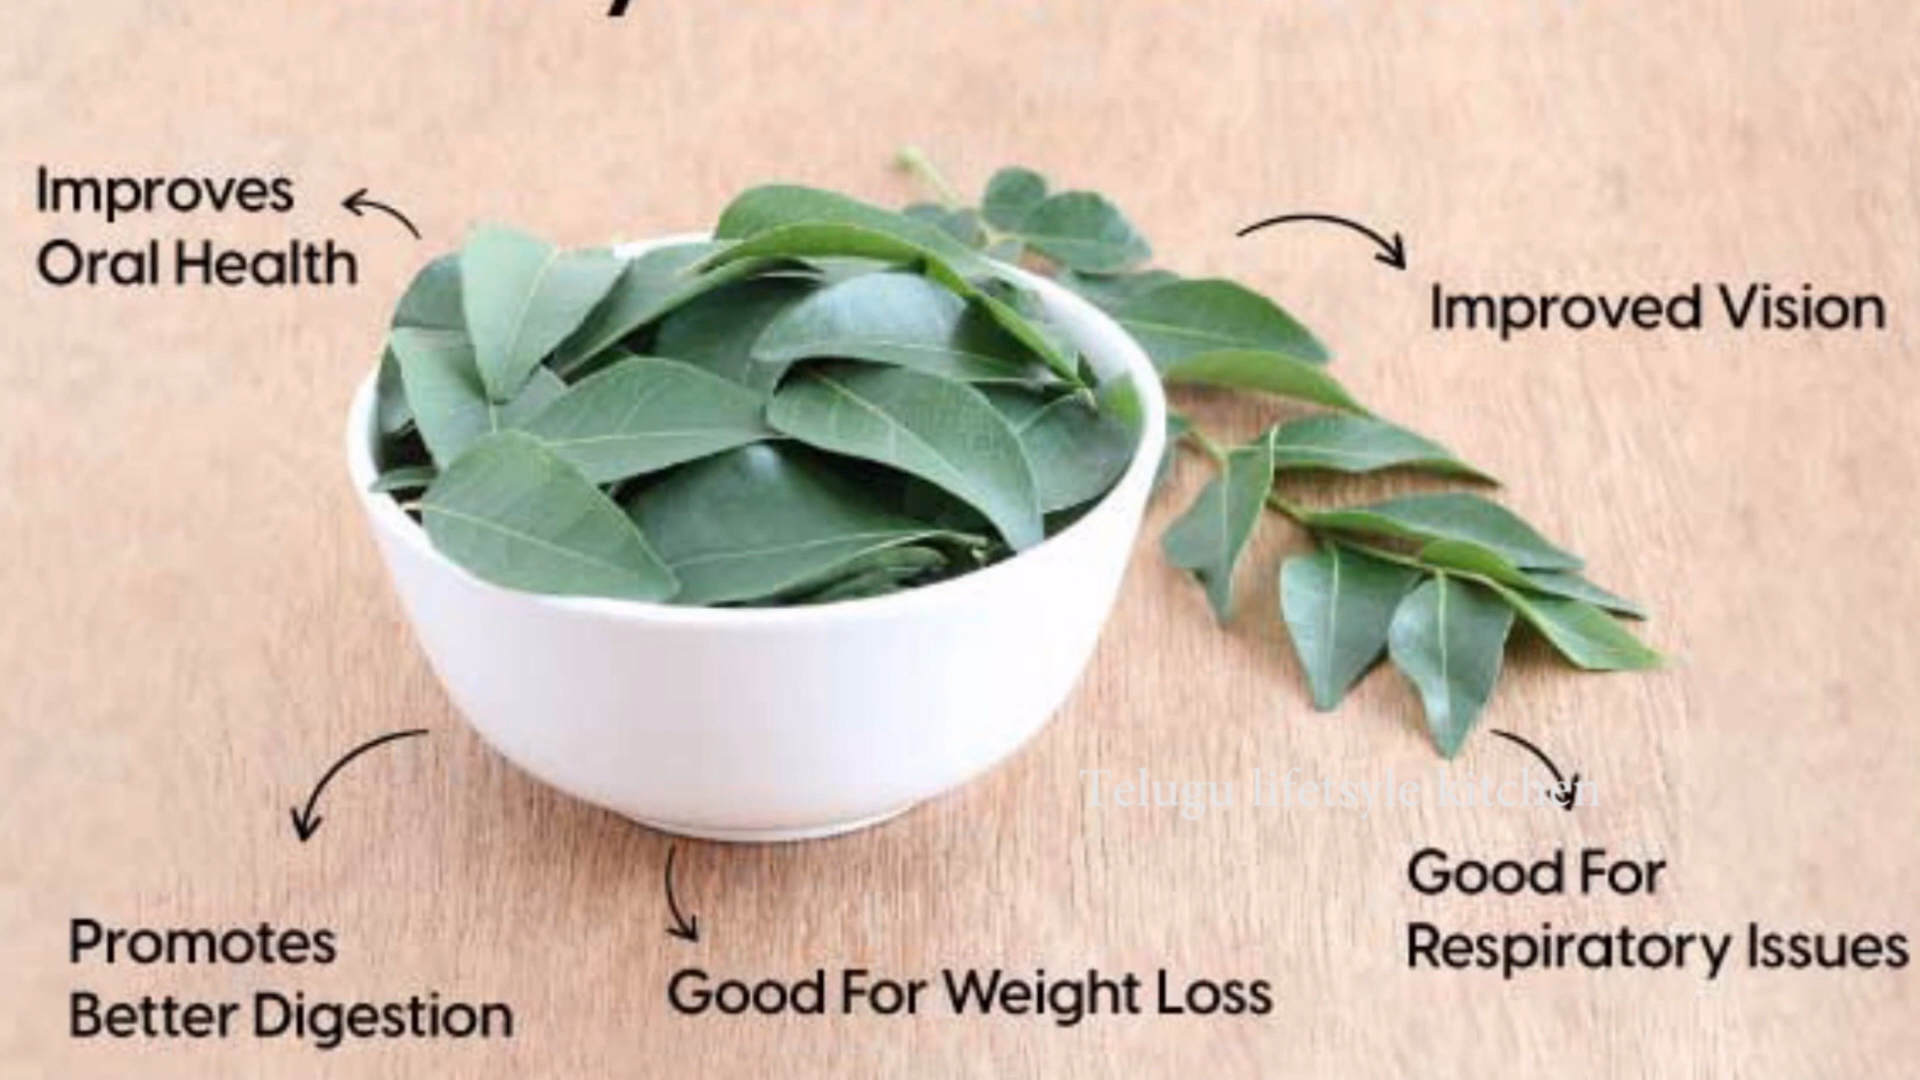 Improves
Oral Health
Improved Vision
Telugu lifetsyle kitchen
Good For
Respiratory Issues
Promotes
Better Digestion
Good For Weight Loss